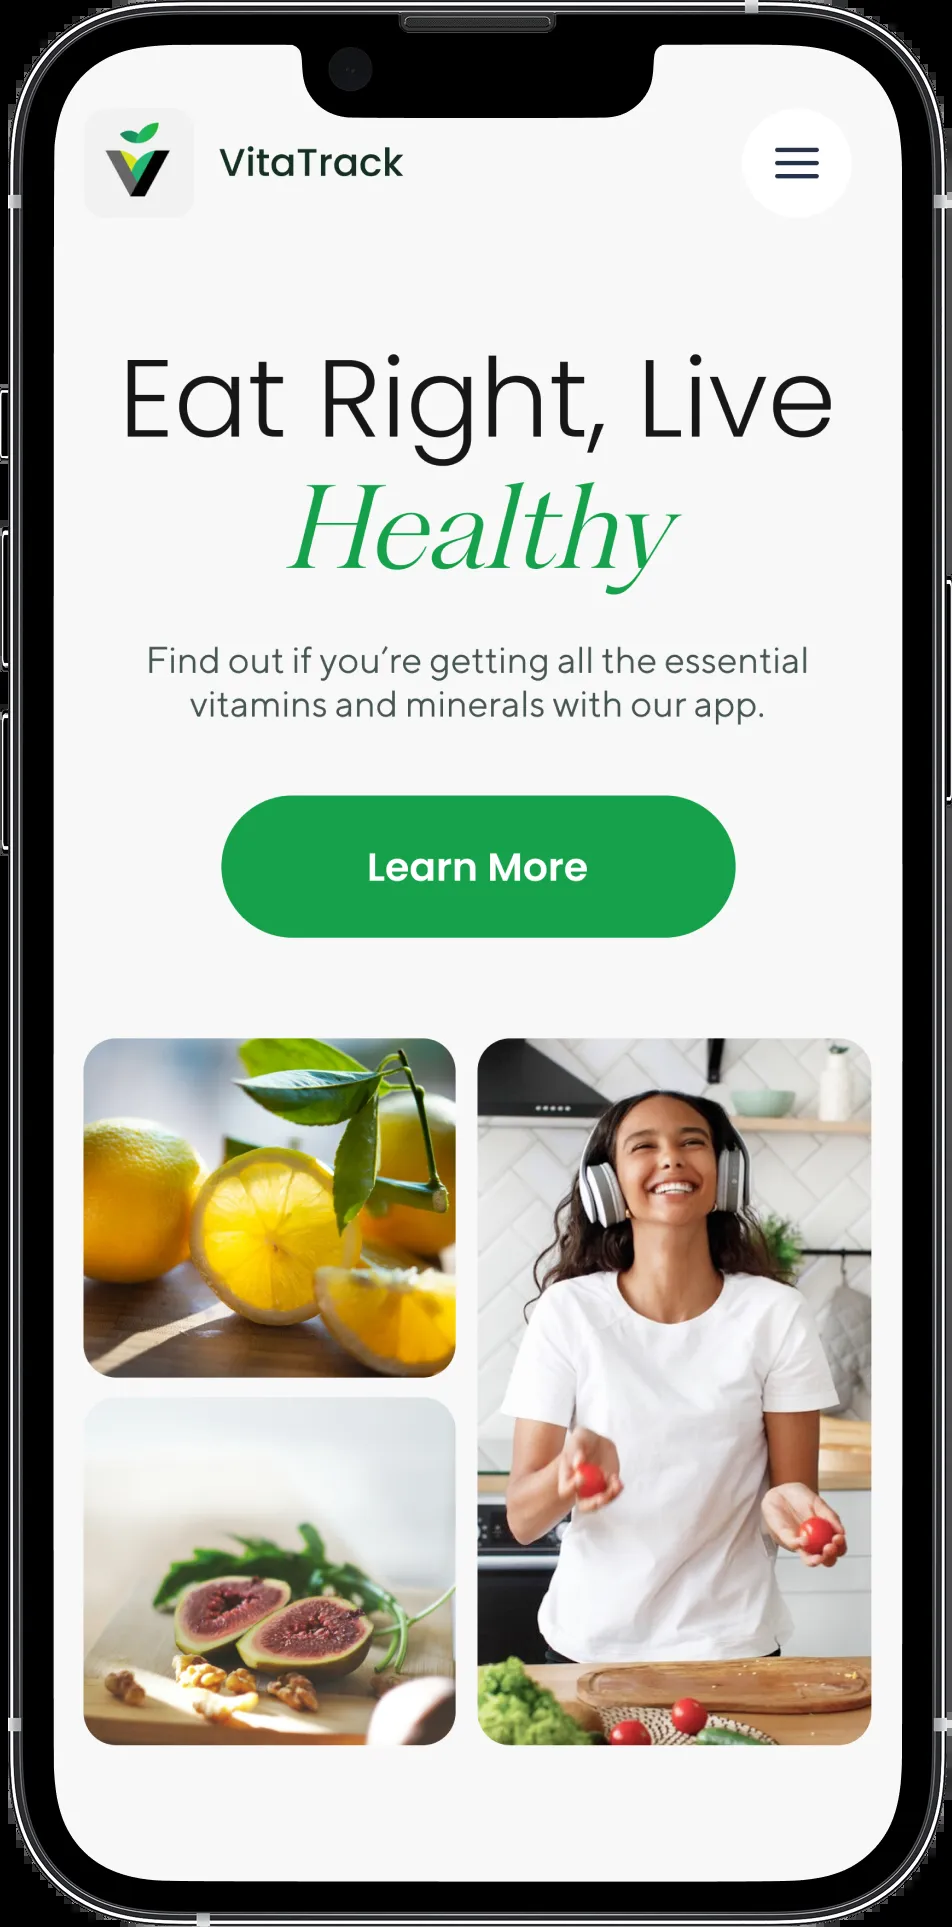 VitaTrack
Eat Right, Live
Healthy
Find out if you’re getting all the essential
vitamins and minerals with our app.
Learn More